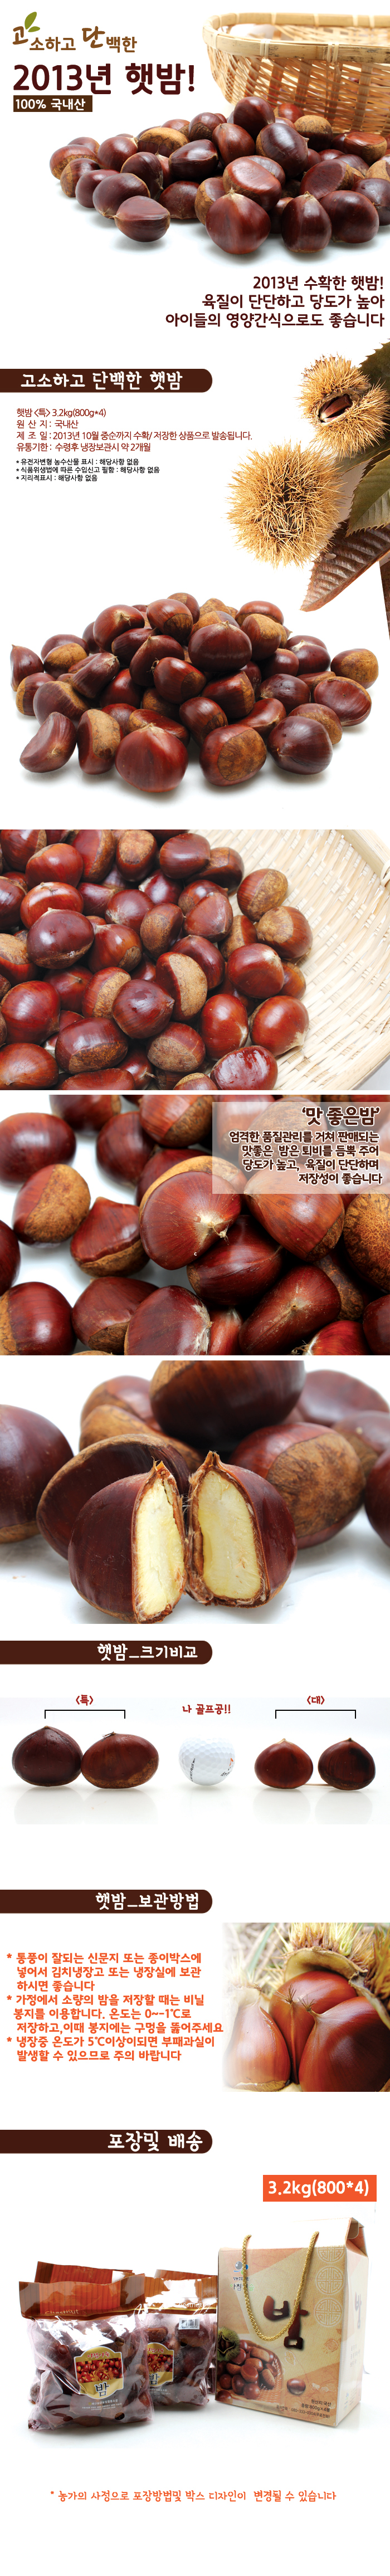 고소하고 단백한
2013년 햇밤!
100% 국내산
2013년 수확한 햇밤!
육질이 단단하고 당도가 높아
아이들의 영양간식으로도 좋습니다
고소하고 단백한 햇밤
햇밤 <특> 3.2kg(800g*4)
원 산 지 : 국내산
제 조 일 : 2013년 10월 중순까지 수확/ 저장한 상품으로 발송됩니다.
유통기한 : 수령후 냉장보관시 약 2개월
* 유전자변형 농수산물 표시 : 해당사항 없음
* 식품위생법에 따른 수입신고 필함 : 해당사항 없음
* 지리적표시 : 해당사항 없음
'맛 좋은밤'
엄격한 품질관리를 거쳐 판매되는
맛좋은 밤은 퇴비를 듬뿍 주어
당도가 높고, 육질이 단단하며
저장성이 좋습니다
햇밤_크기비교
<특>
나 골프공!!
<대>
햇밤_보관방법
* 통풍이 잘되는 신문지 또는 종이박스에
넣어서 김치냉장고 또는 냉장실에 보관
하시면 좋습니다
* 가정에서 소량의 밤을 저장할 때는 비닐
봉지를 이용합니다. 온도는 0~-1℃로
저장하고,이때 봉지에는 구멍을 뚫어주세요
* 냉장중 온도가 5℃이상이되면 부패과실이
발생할 수 있으므로 주의 바랍니다
포장및 배송
3.2kg(800*4)
밤
밤
밤
* 농가의 사정으로 포장방법및 박스 디자인이 변경될 수 있습니다